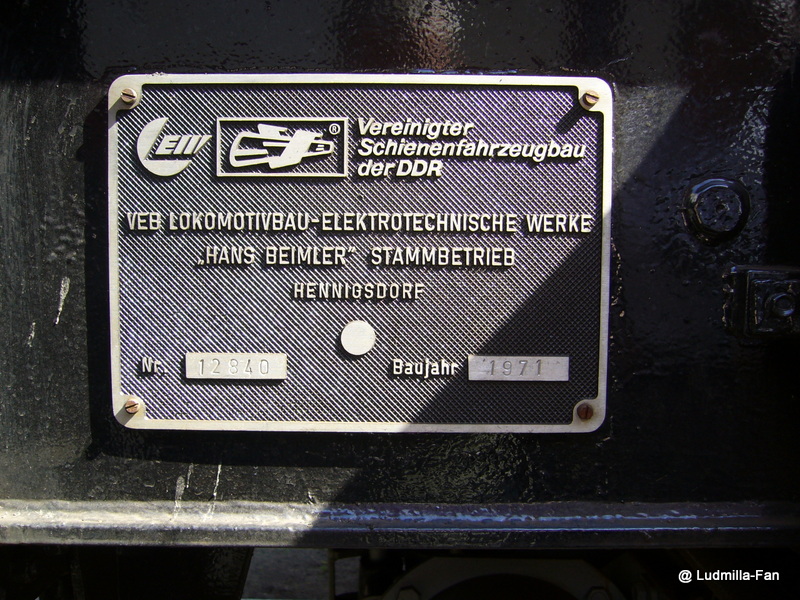 LEW
® Vereinigter
Schienenfahrzeugbau
der DDR
VEB LOKOMOTIVBAU-ELEKTROTECHNISCHE WERKE
„HANS BEIMLER" STAMMBETRIEB
HENNIGSDORF
Nr. 12840 Baujahr 1971
@ Ludmilla-Fan